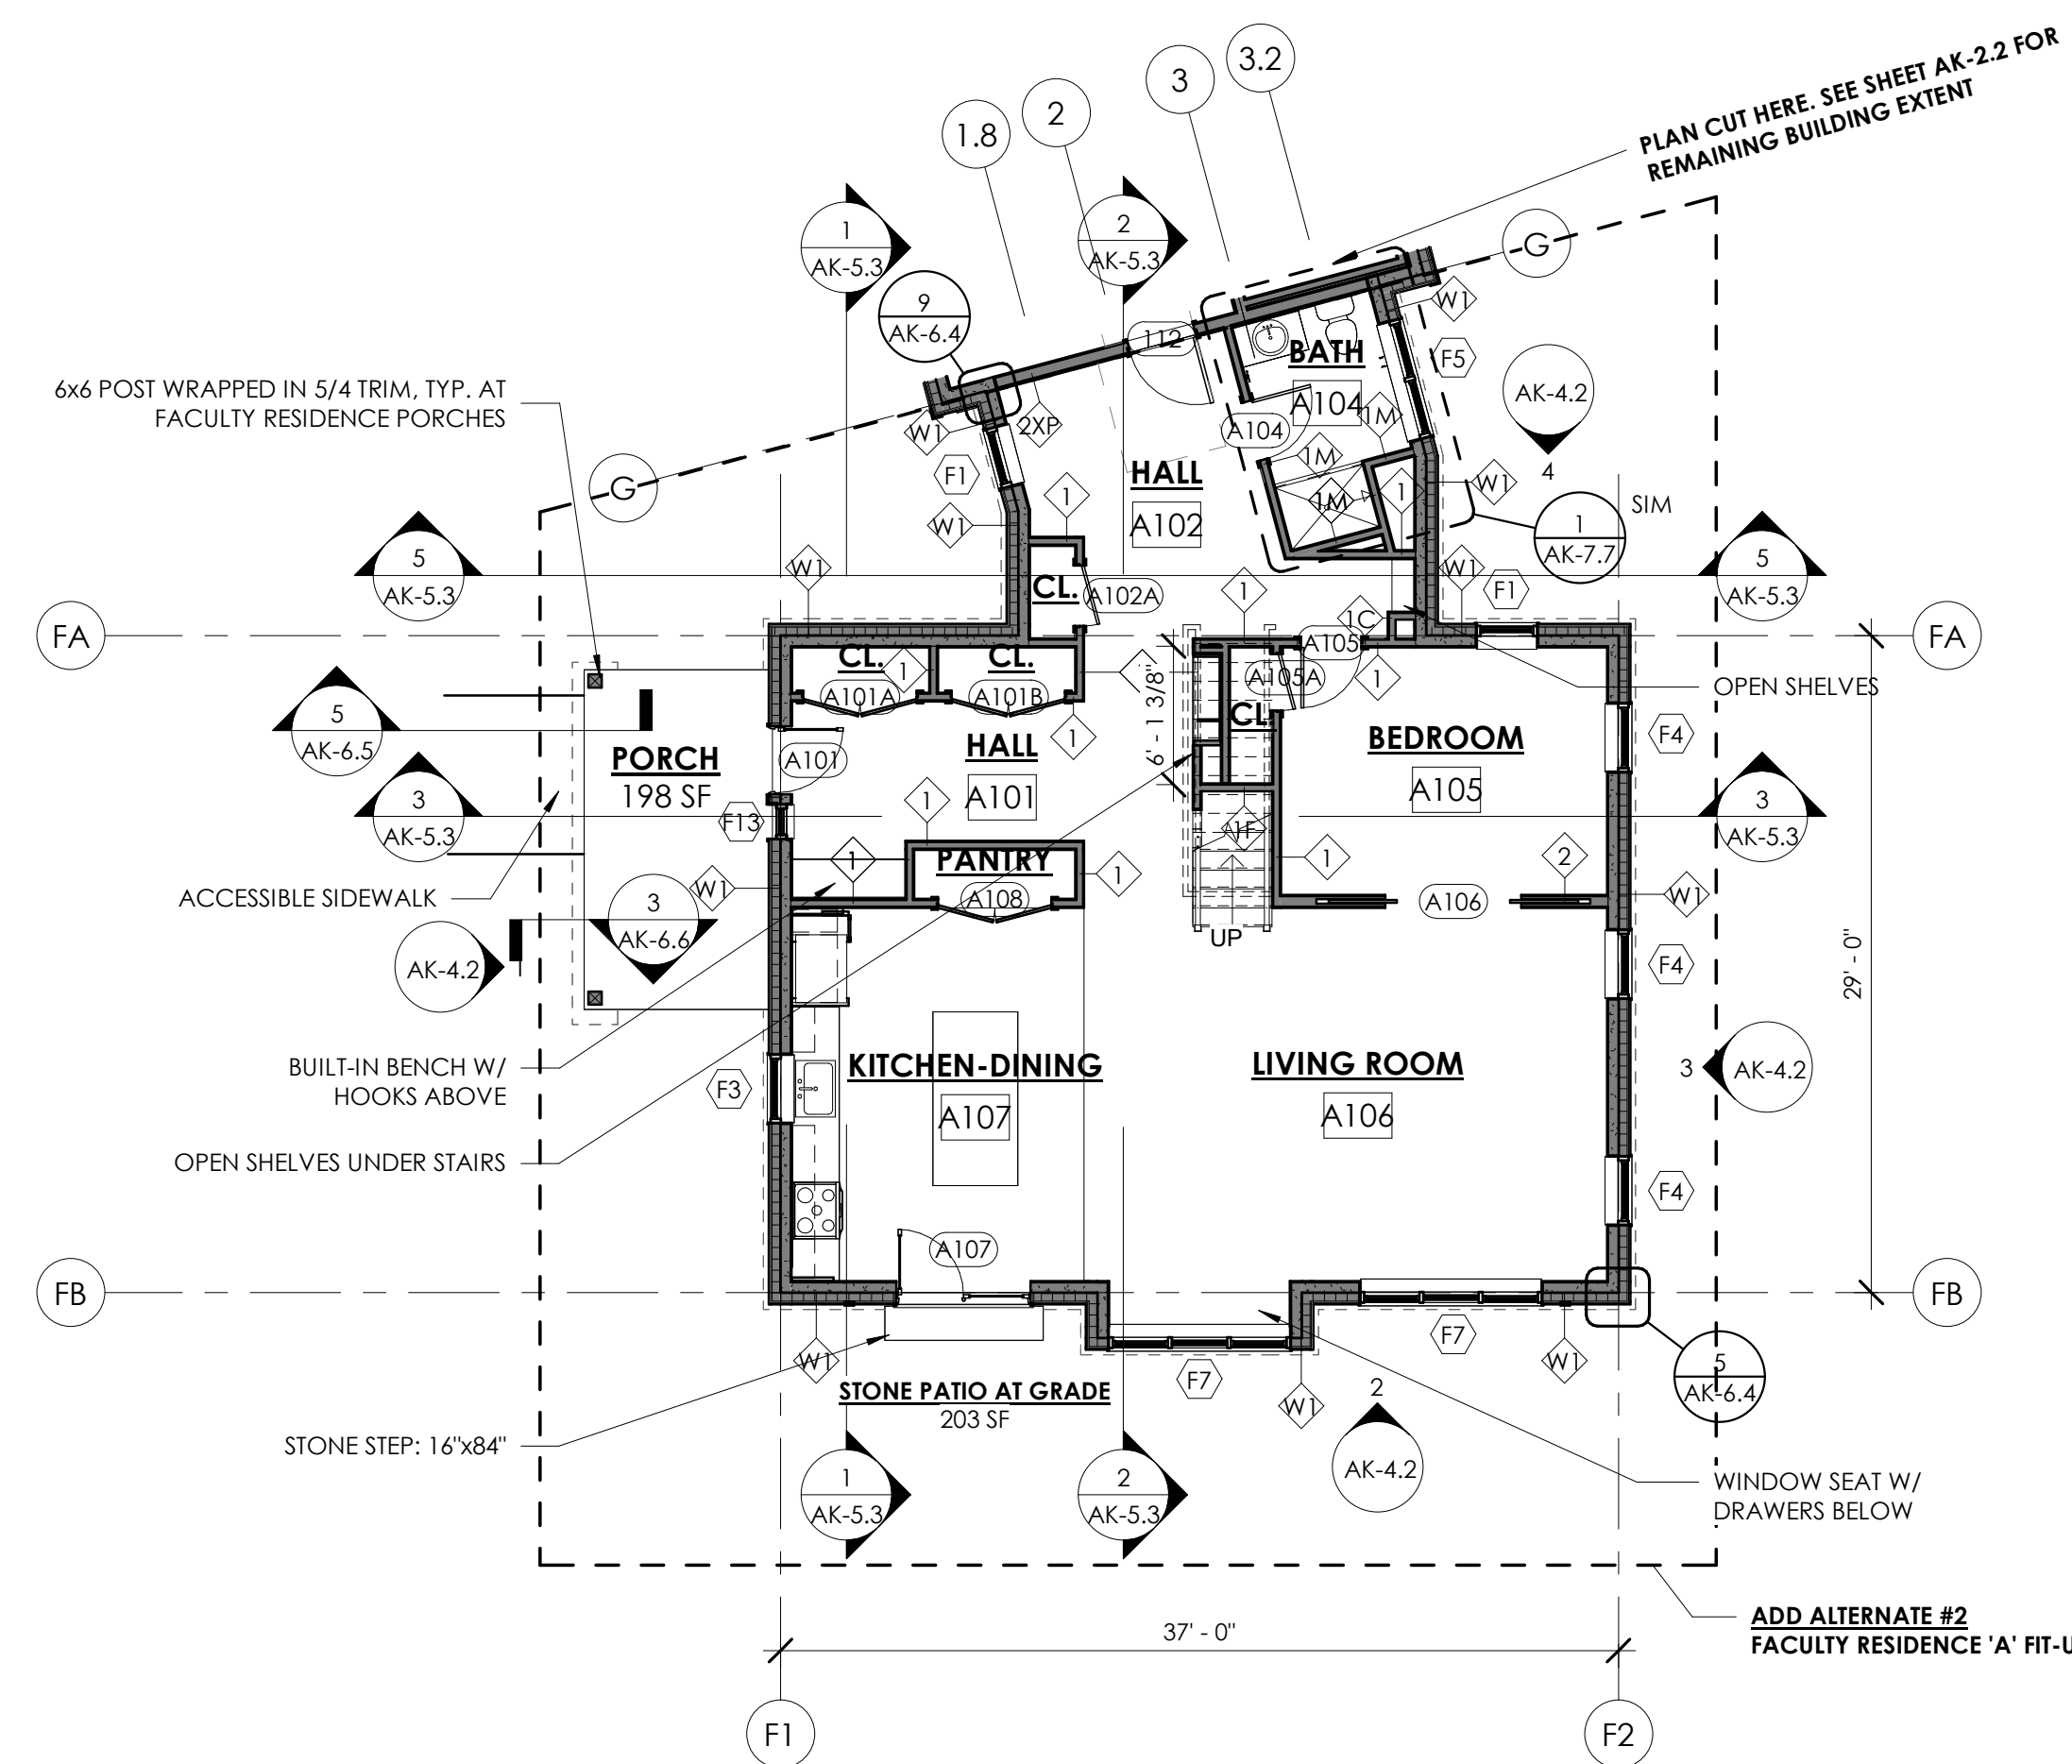 3.2
3
2
1.8
PLAN CUT HERE. SEE SHEET AK-2.2 FOR
REMAINING BUILDING EXTENT
1
AK-5.3
2
AK-5.3
G
9
AK-6.4
W1
112
F5
BATH
A104
AK-4.2
4
6x6 POST WRAPPED IN 5/4 TRIM, TYP. AT
FACULTY RESIDENCE PORCHES
W1
2XP
A104
1M
1M
F1
HALL
A102
G
1
1M
1
W1
SIM
1
AK-7.7
W1
5
AK-5.3
W1
CL.
A102A
1
W1
F1
5
AK-5.3
FA
1C
FA
CL.
CL.
1
A101A
A101B
A105
A105A
1
6' - 1 3/8"
OPEN SHELVES
5
AK-6.5
PORCH
198 SF
A101
HALL
A101
1
CL.
BEDROOM
A105
F4
3
AK-5.3
F13
1
1F
3
AK-5.3
1
PANTRY
A108
1
1
2
A106
ACCESSIBLE SIDEWALK
W1
W1
3
AK-6.6
AK-4.2
UP
F4
29' - 0"
BUILT-IN BENCH W/
HOOKS ABOVE
F3
KITCHEN-DINING
A107
LIVING ROOM
A106
3
AK-4.2
OPEN SHELVES UNDER STAIRS
F4
A107
FB
FB
W1
F7
F7
W1
W1
5
AK-6.4
STONE PATIO AT GRADE
203 SF
2
AK-4.2
STONE STEP: 16"x84"
1
AK-5.3
2
AK-5.3
WINDOW SEAT W/
DRAWERS BELOW
37' - 0"
ADD ALTERNATE #2
FACULTY RESIDENCE 'A' FIT-U
F1
F2